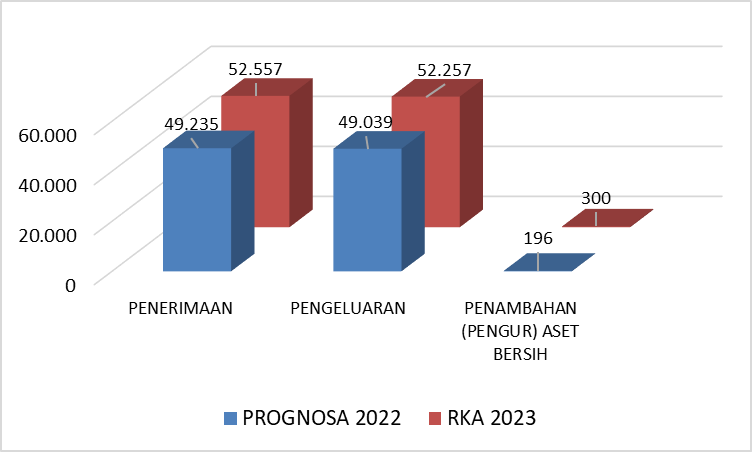 52.557
52.257
49.235
49.039
60.000
40.000
20.000
0
300
196
PENERIMAAN
PENGELUARAN
PENAMBAHAN
(PENGUR) ASET
BERSIH
PROGNOSA 2022
RKA 2023